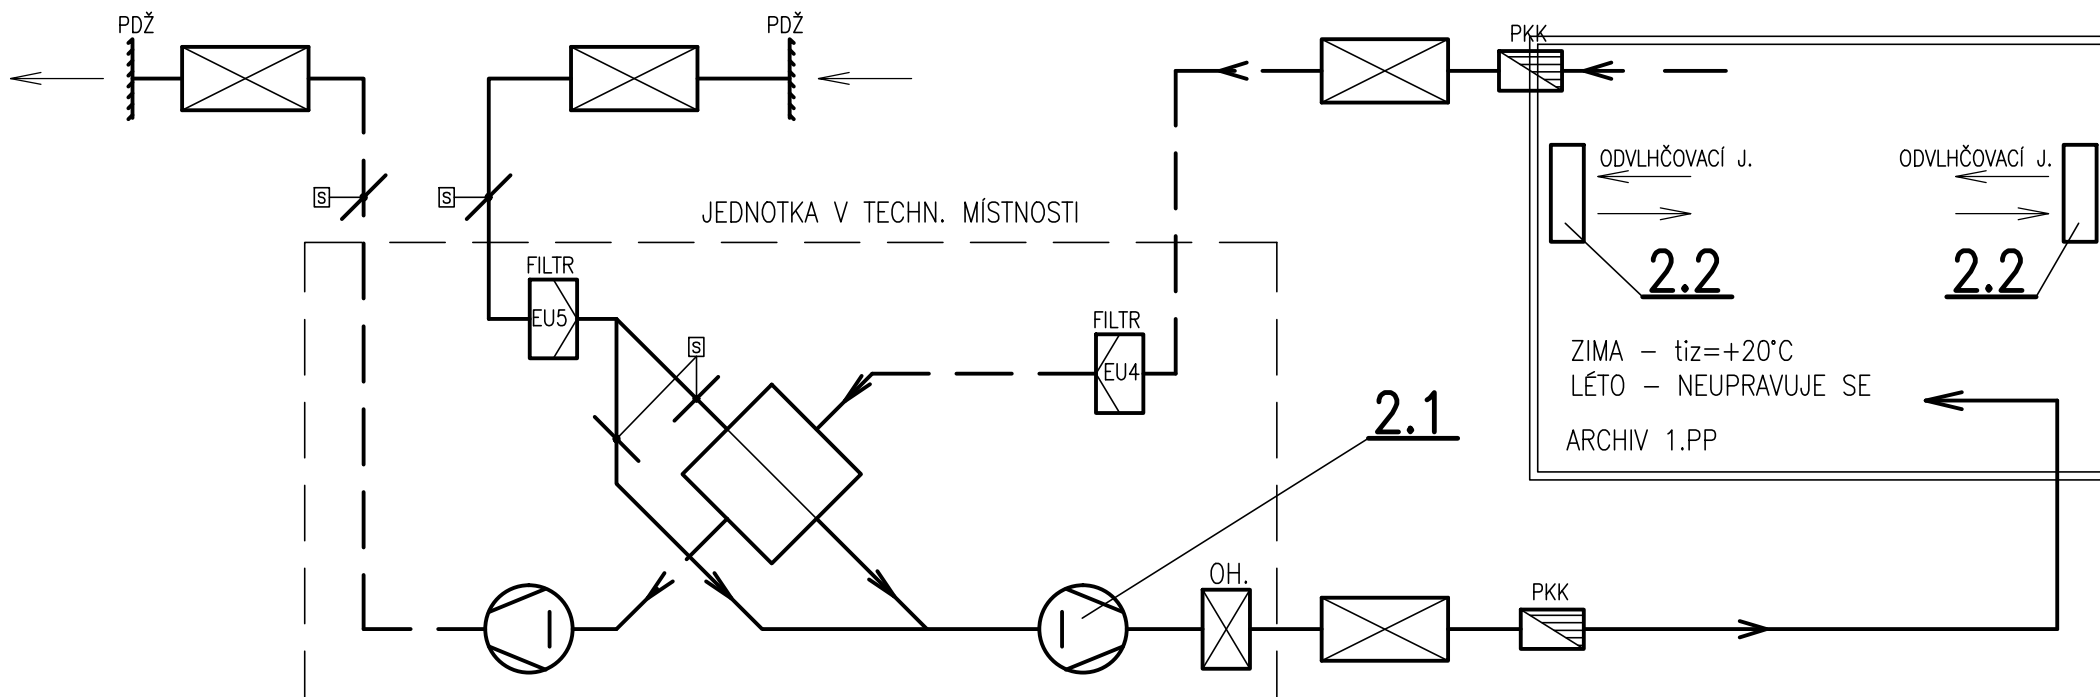 PDŽ
PDŽ
PKK
ODVLHČOVACÍ J.
ODVLHČOVACÍ J.
S
S
JEDNOTKA V TECHN. MÍSTNOSTI
FILTR
EU5
2.2
2.2
FILTR
EU4
S
ZIMA – tiz=+20°C
LÉTO – NEUPRAVUJE SE
2.1
ARCHIV 1.PP
OH.
PKK